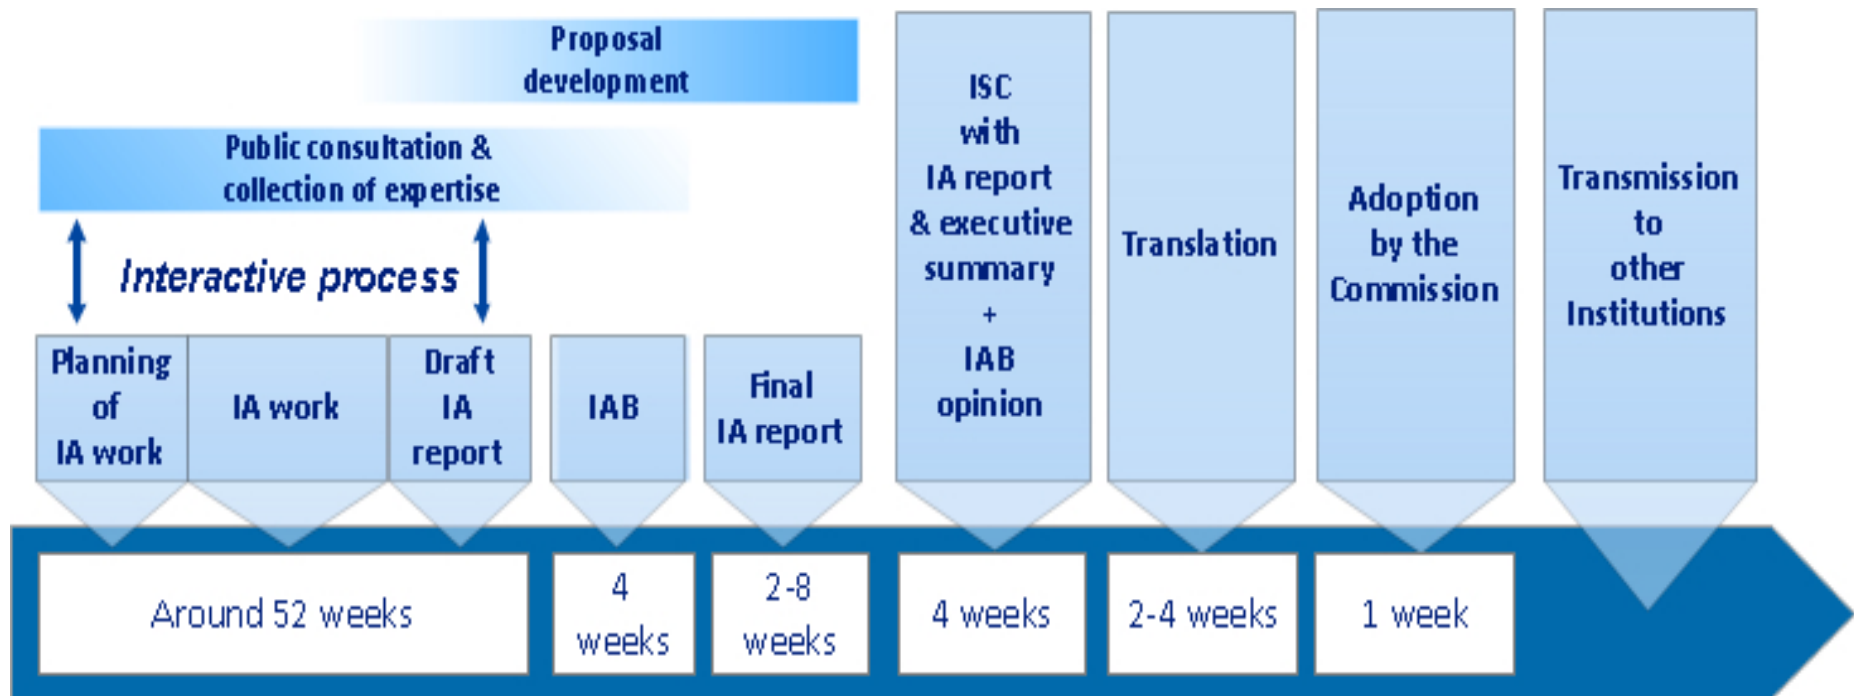 Proposal
development
Public consultation &
collection of expertise
Interactive process
Planning
of
IA work
IA work
Draft
IA
report
IAB
Final
IA report
ISC
with
IA report
& executive
summary
+
IAB
opinion
Translation
Adoption
by the
Commission
Transmission
to
other
Institutions
Around 52 weeks
4
weeks
2-8
weeks
4 weeks
2-4 weeks
1 week